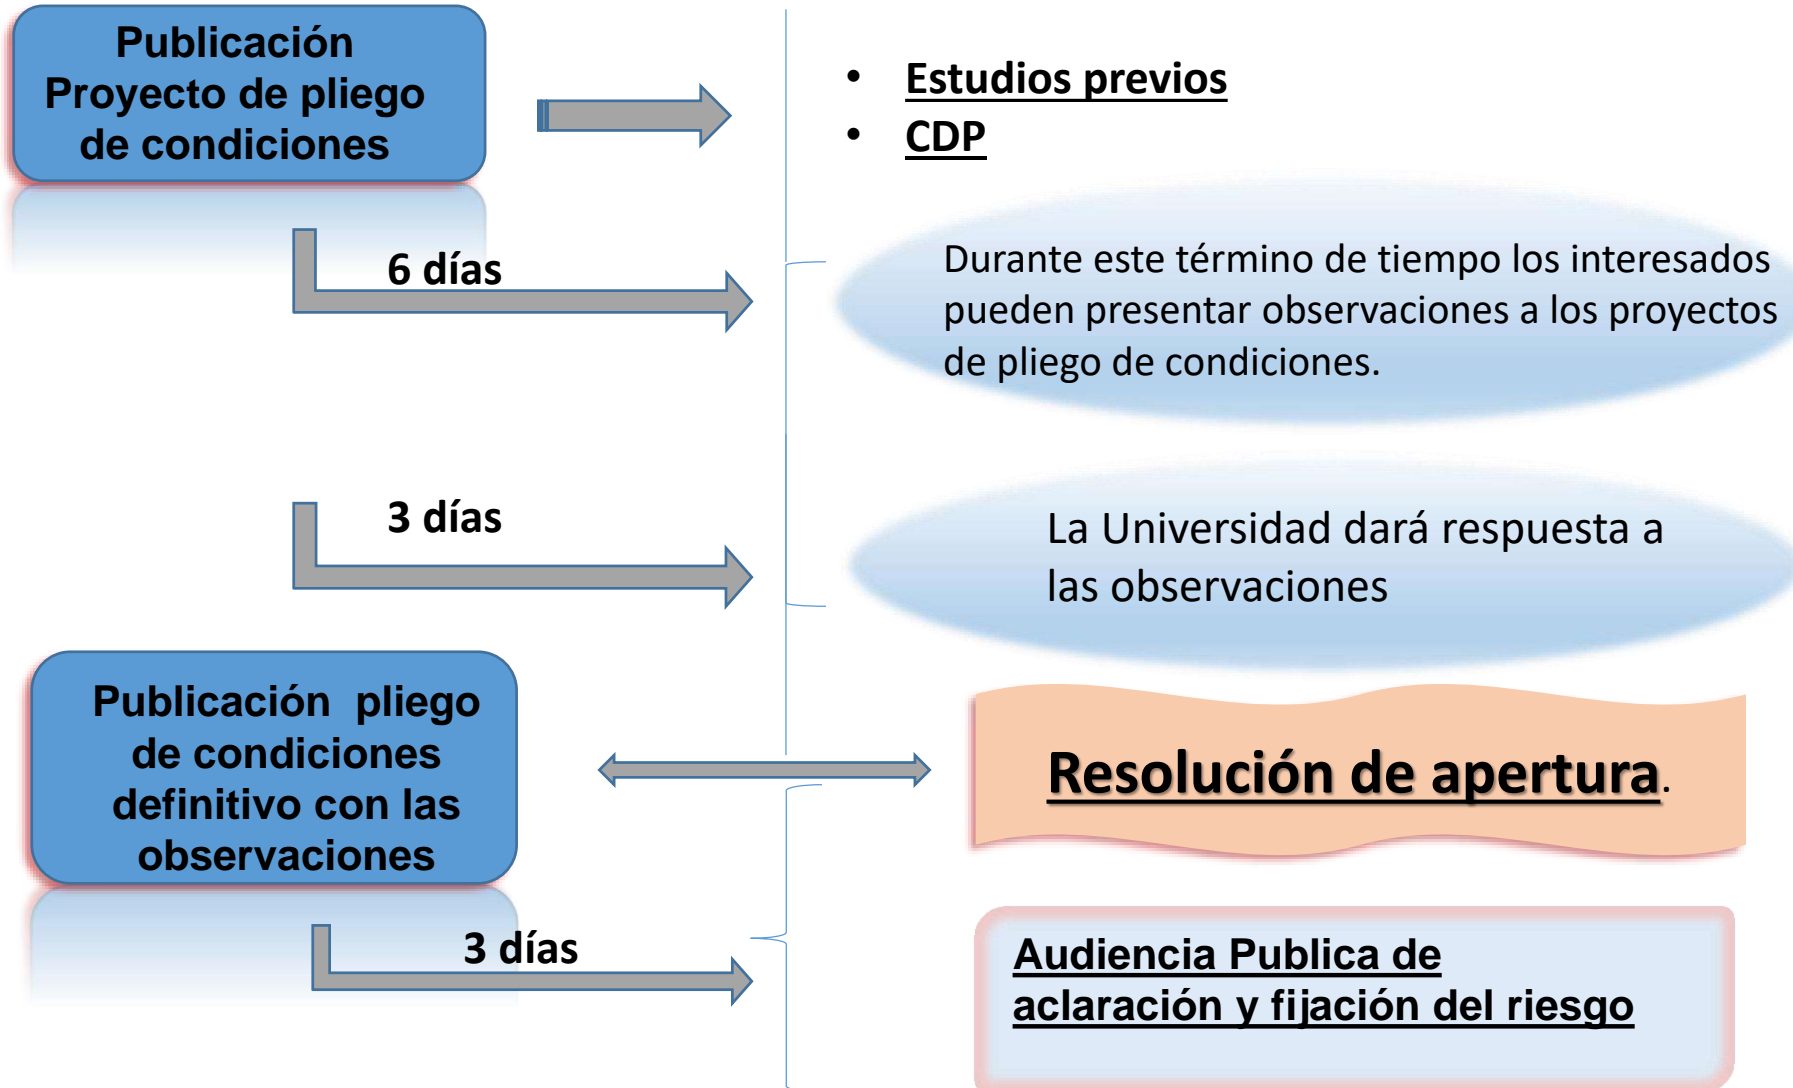 Publicación
Proyecto de pliego
de condiciones
• Estudios previos
• CDP
6 días
Durante este término de tiempo los interesados
pueden presentar observaciones a los proyectos
de pliego de condiciones.
3 días
La Universidad dará respuesta a
las observaciones
Publicación pliego
de condiciones
definitivo con las
observaciones
Resolución de apertura.
3 días
Audiencia Publica de
aclaración y fijación del riesgo